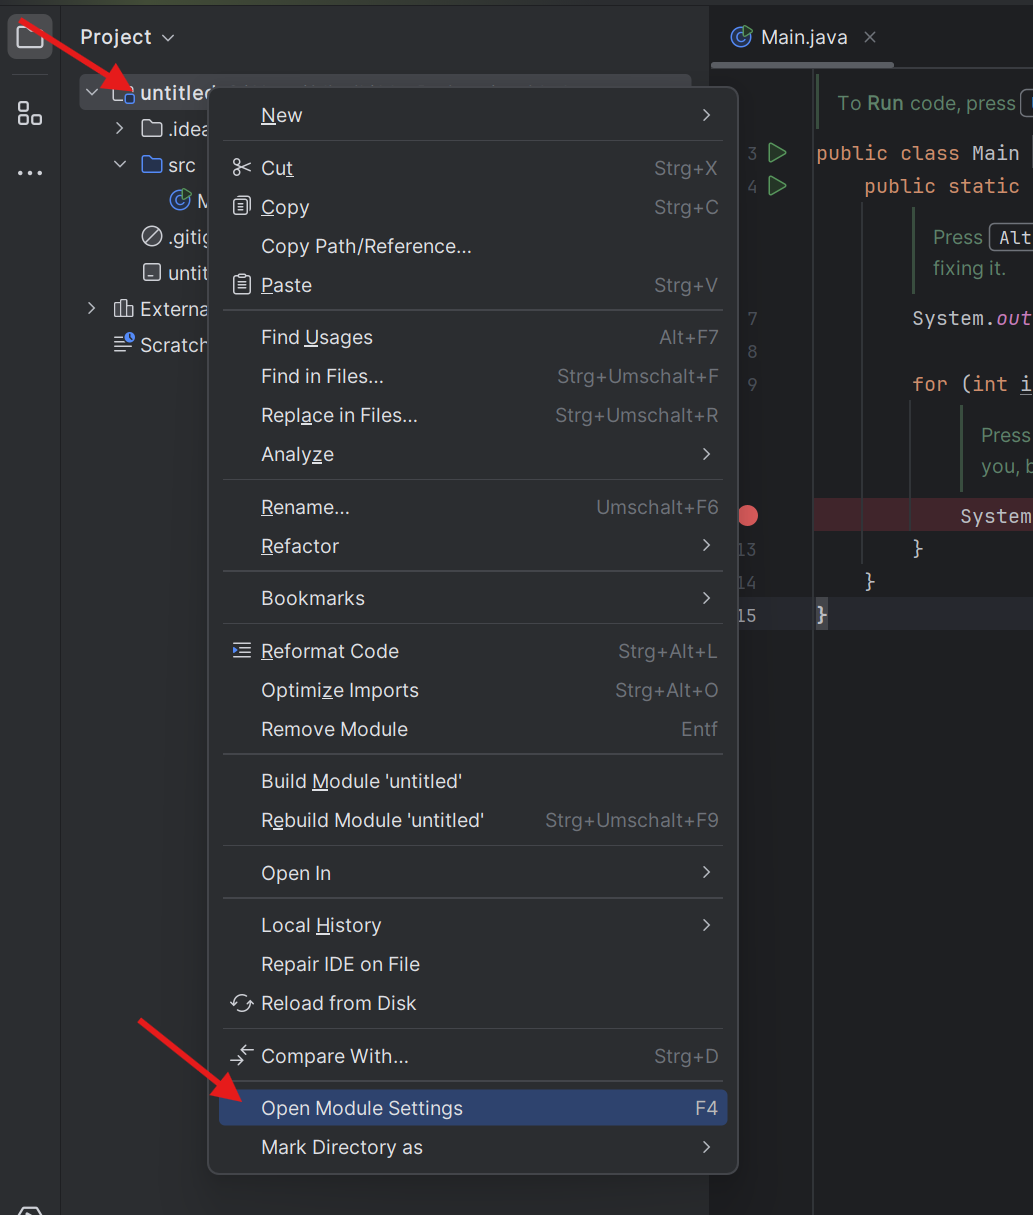 Project
Main.java
untitled
.idea
src
M
.gitig
untit
Externa
Scratch
New
Cut Strg+X
Copy Strg+C
Copy Path/Reference...
Paste Strg+V
Find Usages Alt+F7
Find in Files... Strg+Umschalt+F
Replace in Files... Strg+Umschalt+R
Analyze
Rename... Umschalt+F6
Refactor
Bookmarks
Reformat Code Strg+Alt+L
Optimize Imports Strg+Alt+O
Remove Module Entf
Build Module 'untitled'
Rebuild Module 'untitled' Strg+Umschalt+F9
Open In
Local History
Repair IDE on File
Reload from Disk
Compare With... Strg+D
Open Module Settings F4
Mark Directory as
To Run code, press
3 public class Main
4 public static
Press Alt
fixing it.
7 System.out
8
9 for (int i
Press
you, b
System
13 }
14 }
15 }